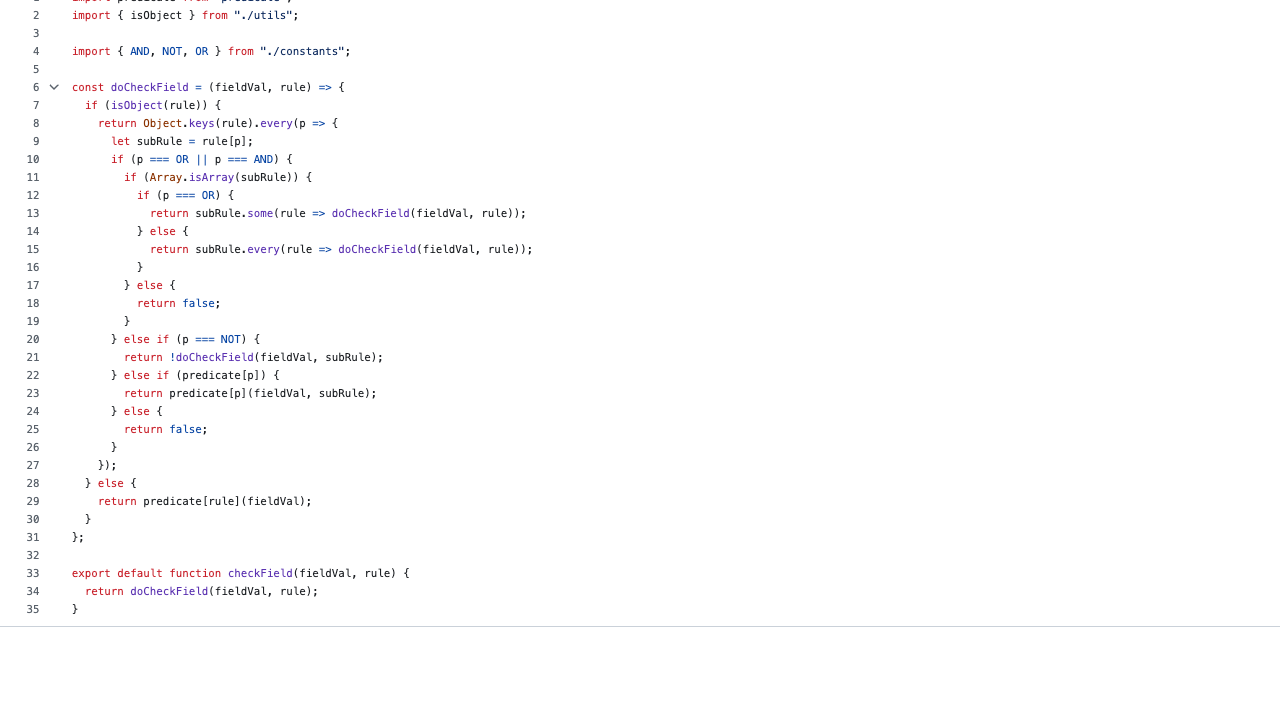 1 import predicate from "predicate";
2 import { isObject } from "./utils";
3
4 import { AND, NOT, OR } from "./constants";
5
6 const doCheckField = (fieldVal, rule) => {
7 if (isObject(rule)) {
8 return Object.keys(rule).every(p => {
9 let subRule = rule[p];
10 if (p === OR || p === AND) {
11 if (Array.isArray(subRule)) {
12 if (p === OR) {
13 return subRule.some(rule => doCheckField(fieldVal, rule));
14 } else {
15 return subRule.every(rule => doCheckField(fieldVal, rule));
16 }
17 } else {
18 return false;
19 }
20 } else if (p === NOT) {
21 return !doCheckField(fieldVal, subRule);
22 } else if (predicate[p]) {
23 return predicate[p](fieldVal, subRule);
24 } else {
25 return false;
26 }
27 });
28 } else {
29 return predicate[rule](fieldVal);
30 }
31 };
32
33 export default function checkField(fieldVal, rule) {
34 return doCheckField(fieldVal, rule);
35 }